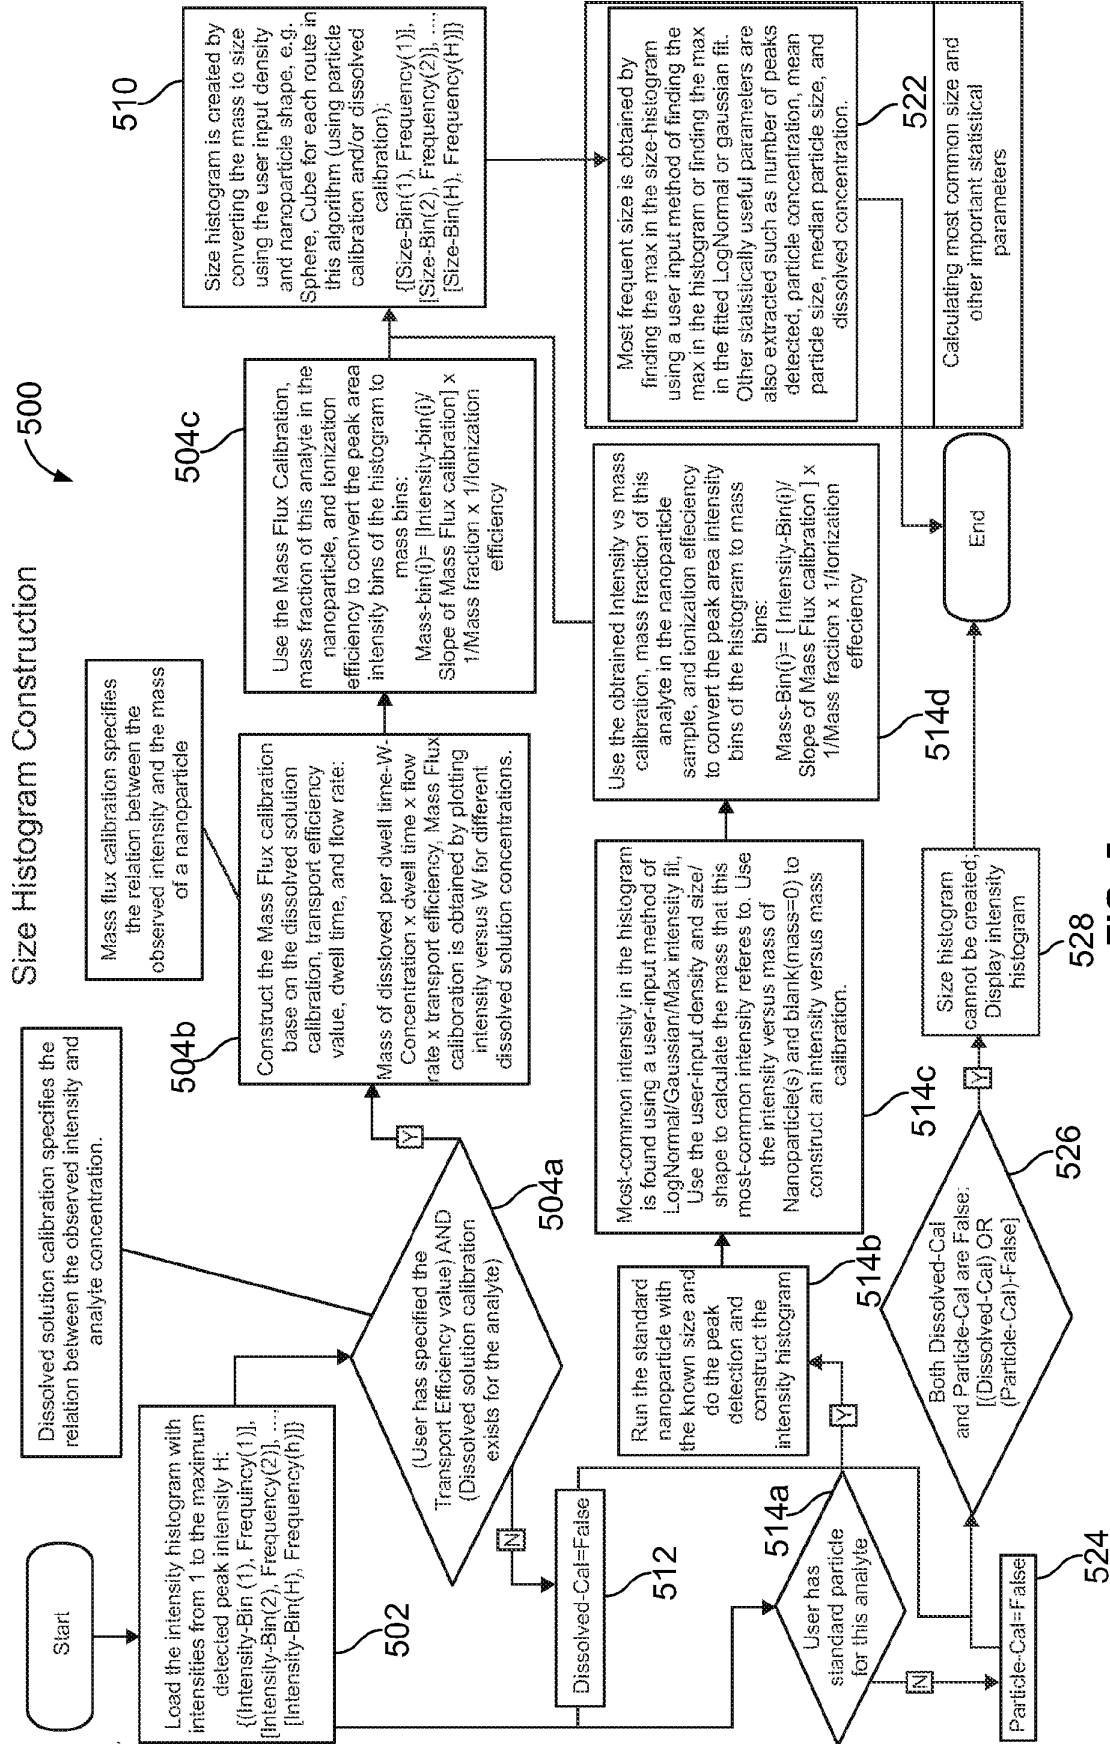 Size Histogram Construction
500
Start
Load the intensity histogram with
intensities from 1 to the maximum
detected peak intensity H:
{(Intensity-Bin (1), Frequincy(1)],
[Intensity-Bin(2), Frequency(2)], ...,
[Intensity-Bin(H), Frequency(h)]}
502
Dissolved solution calibration specifies the
relation between the observed intensity and
analyte concentration.
(User has specified the
Transport Efficiency value) AND
(Dissolved solution calibration
exists for the analyte)
504a
Y
N
Mass flux calibration specifies
the relation between the
observed intensity and the mass
of a nanoparticle
504b
Construct the Mass Flux calibration
base on the dissolved solution
calibration, transport efficiency
value, dwell time, and flow rate:
Mass of dissloved per dwell time-W-
Concentration x dwell time x flow
rate x transport efficiency, Mass Flux
calibration is obtained by plotting
intensity versus W for different
dissolved solution concentrations.
504c
Use the Mass Flux Calibration,
mass fraction of this analyte in the
nanoparticle, and Ionization
efficiency to convert the peak area
intensity bins of the histogram to
mass bins:
Mass-bin(i)= [Intensity-bin(i)/
Slope of Mass Flux calibration] x
1/Mass fraction x 1/Ionization
efficiency
510
Size histogram is created by
converting the mass to size
using the user input density
and nanoparticle shape, e.g.
Sphere, Cube for each route in
this algorithm (using particle
calibration and/or dissolved
calibration);
{[Size-Bin(1), Frequency(1)],
[Size-Bin(2), Frequency(2)], ...,
[Size-Bin(H), Frequency(H)]}
Dissolved-Cal=False
512
User has
standard particle
for this analyte
514a
Y
N
Run the standard
nanoparticle with
the known size and
do the peak
detection and
construct the
intensity histogram
514b
Most-common intensity in the histogram
is found using a user-input method of
LogNormal/Gaussian/Max intensity fit,
Use the user-input density and size/
shape to calculate the mass that this
most-common intensity referes to. Use
the intensity versus mass of
Nanoparticle(s) and blank(mass=0) to
construct an intensity versus mass
calibration.
514c
Use the obtrained Intensity vs mass
calibration, mass fraction of this
analyte in the nanoparticle
sample, and ionization effeciency
to convert the peak area intensity
bins of the histogram to mass
bins:
Mass-Bin(i)= [ Intensity-Bin(i)/
Slope of Mass Flux calibration ] x
1/Mass fraction x 1/Ionization
effeciency
514d
Most frequent size is obtained by
finding the max in the size-histogram
using a user input method of finding the
max in the histogram or finding the max
in the fitted LogNormal or gaussian fit.
Other statistically useful parameters are
also extracted such as number of peaks
detected, particle concentration, mean
particle size, median particle size, and
dissolved concentration.
522
Calculating most common size and
other important statistical
parameters
Particle-Cal=False
524
Both Dissolved-Cal
and Particle-Cal are False:
[(Dissolved-Cal) OR
(Particle-Cal)-False]
526
Y
Size histogram
cannot be created;
Display intensity
histogram
528
End